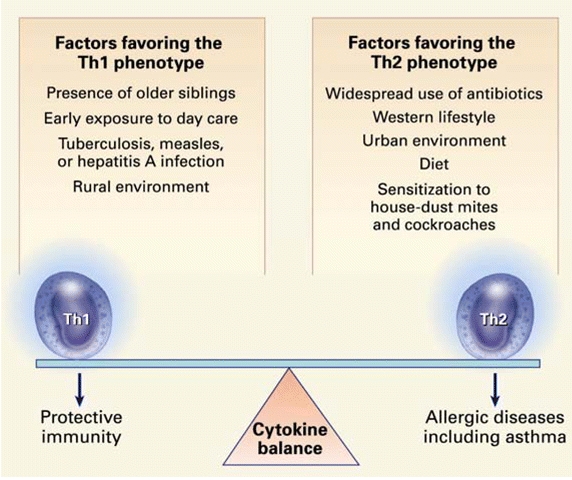 Factors favoring the
Th1 phenotype
Presence of older siblings
Early exposure to day care
Tuberculosis, measles,
or hepatitis A infection
Rural environment
Factors favoring the
Th2 phenotype
Widespread use of antibiotics
Western lifestyle
Urban environment
Diet
Sensitization to
house-dust mites
and cockroaches
Th1
Th2
Protective
immunity
Cytokine
balance
Allergic diseases
including asthma